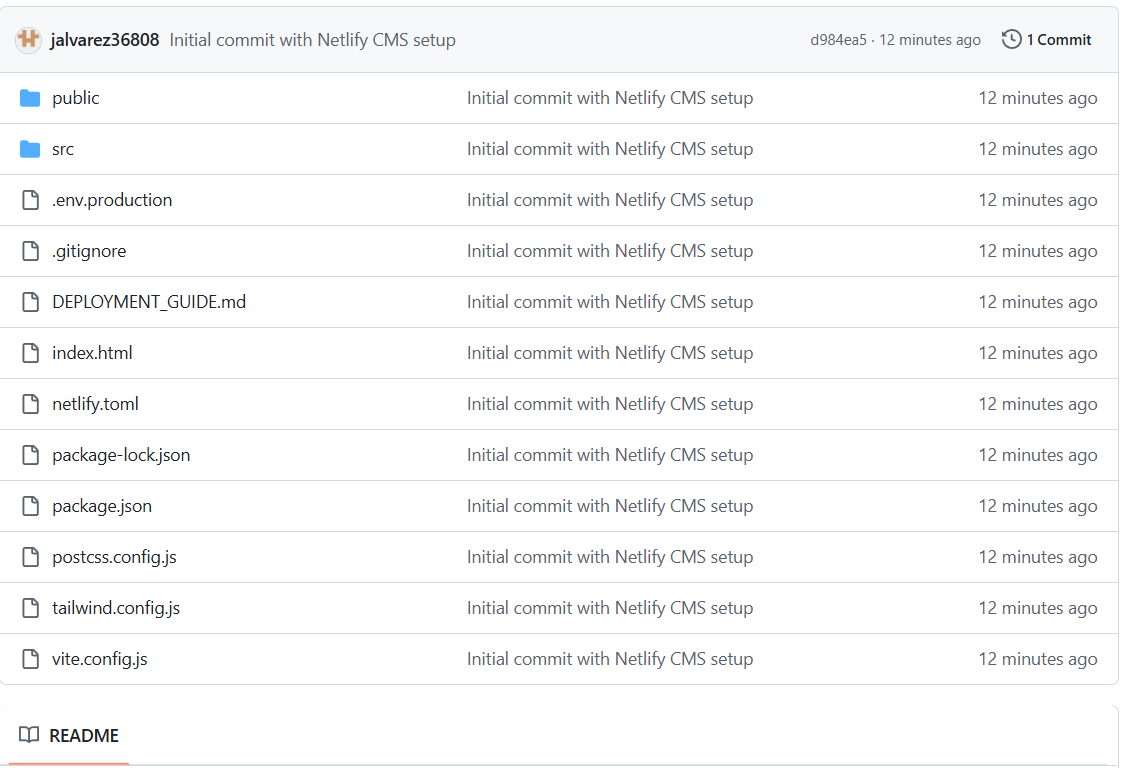 jalvarez36808 Initial commit with Netlify CMS setup d984ea5 · 12 minutes ago 1 Commit
public Initial commit with Netlify CMS setup 12 minutes ago
src Initial commit with Netlify CMS setup 12 minutes ago
.env.production Initial commit with Netlify CMS setup 12 minutes ago
.gitignore Initial commit with Netlify CMS setup 12 minutes ago
DEPLOYMENT_GUIDE.md Initial commit with Netlify CMS setup 12 minutes ago
index.html Initial commit with Netlify CMS setup 12 minutes ago
netlify.toml Initial commit with Netlify CMS setup 12 minutes ago
package-lock.json Initial commit with Netlify CMS setup 12 minutes ago
package.json Initial commit with Netlify CMS setup 12 minutes ago
postcss.config.js Initial commit with Netlify CMS setup 12 minutes ago
tailwind.config.js Initial commit with Netlify CMS setup 12 minutes ago
vite.config.js Initial commit with Netlify CMS setup 12 minutes ago
README